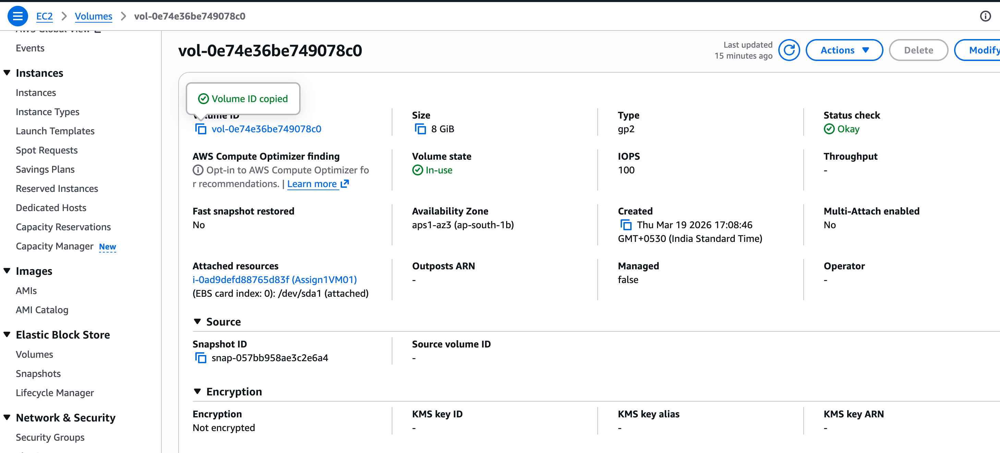 EC2 > Volumes > vol-0e74e36be749078c0
AWS Global View
Events
Instances
Instances
Instance Types
Launch Templates
Spot Requests
Savings Plans
Reserved Instances
Dedicated Hosts
Capacity Reservations
Capacity Manager New
Images
AMIs
AMI Catalog
Elastic Block Store
Volumes
Snapshots
Lifecycle Manager
Network & Security
Security Groups
vol-0e74e36be749078c0
Last updated
15 minutes ago
Actions
Delete
Modify
Volume ID copied
Volume ID
vol-0e74e36be749078c0
Size
8 GiB
Type
gp2
Status check
Okay
AWS Compute Optimizer finding
Opt-in to AWS Compute Optimizer fo
r recommendations. | Learn more
Volume state
In-use
IOPS
100
Throughput
-
Fast snapshot restored
No
Availability Zone
aps1-az3 (ap-south-1b)
Created
Thu Mar 19 2026 17:08:46
GMT+0530 (India Standard Time)
Multi-Attach enabled
No
Attached resources
i-0ad9defd88765d83f (Assign1VM01)
(EBS card index: 0): /dev/sda1 (attached)
Outposts ARN
-
Managed
false
Operator
-
Source
Snapshot ID
snap-057bb958ae3c2e6a4
Source volume ID
-
Encryption
Encryption
Not encrypted
KMS key ID
-
KMS key alias
-
KMS key ARN
-